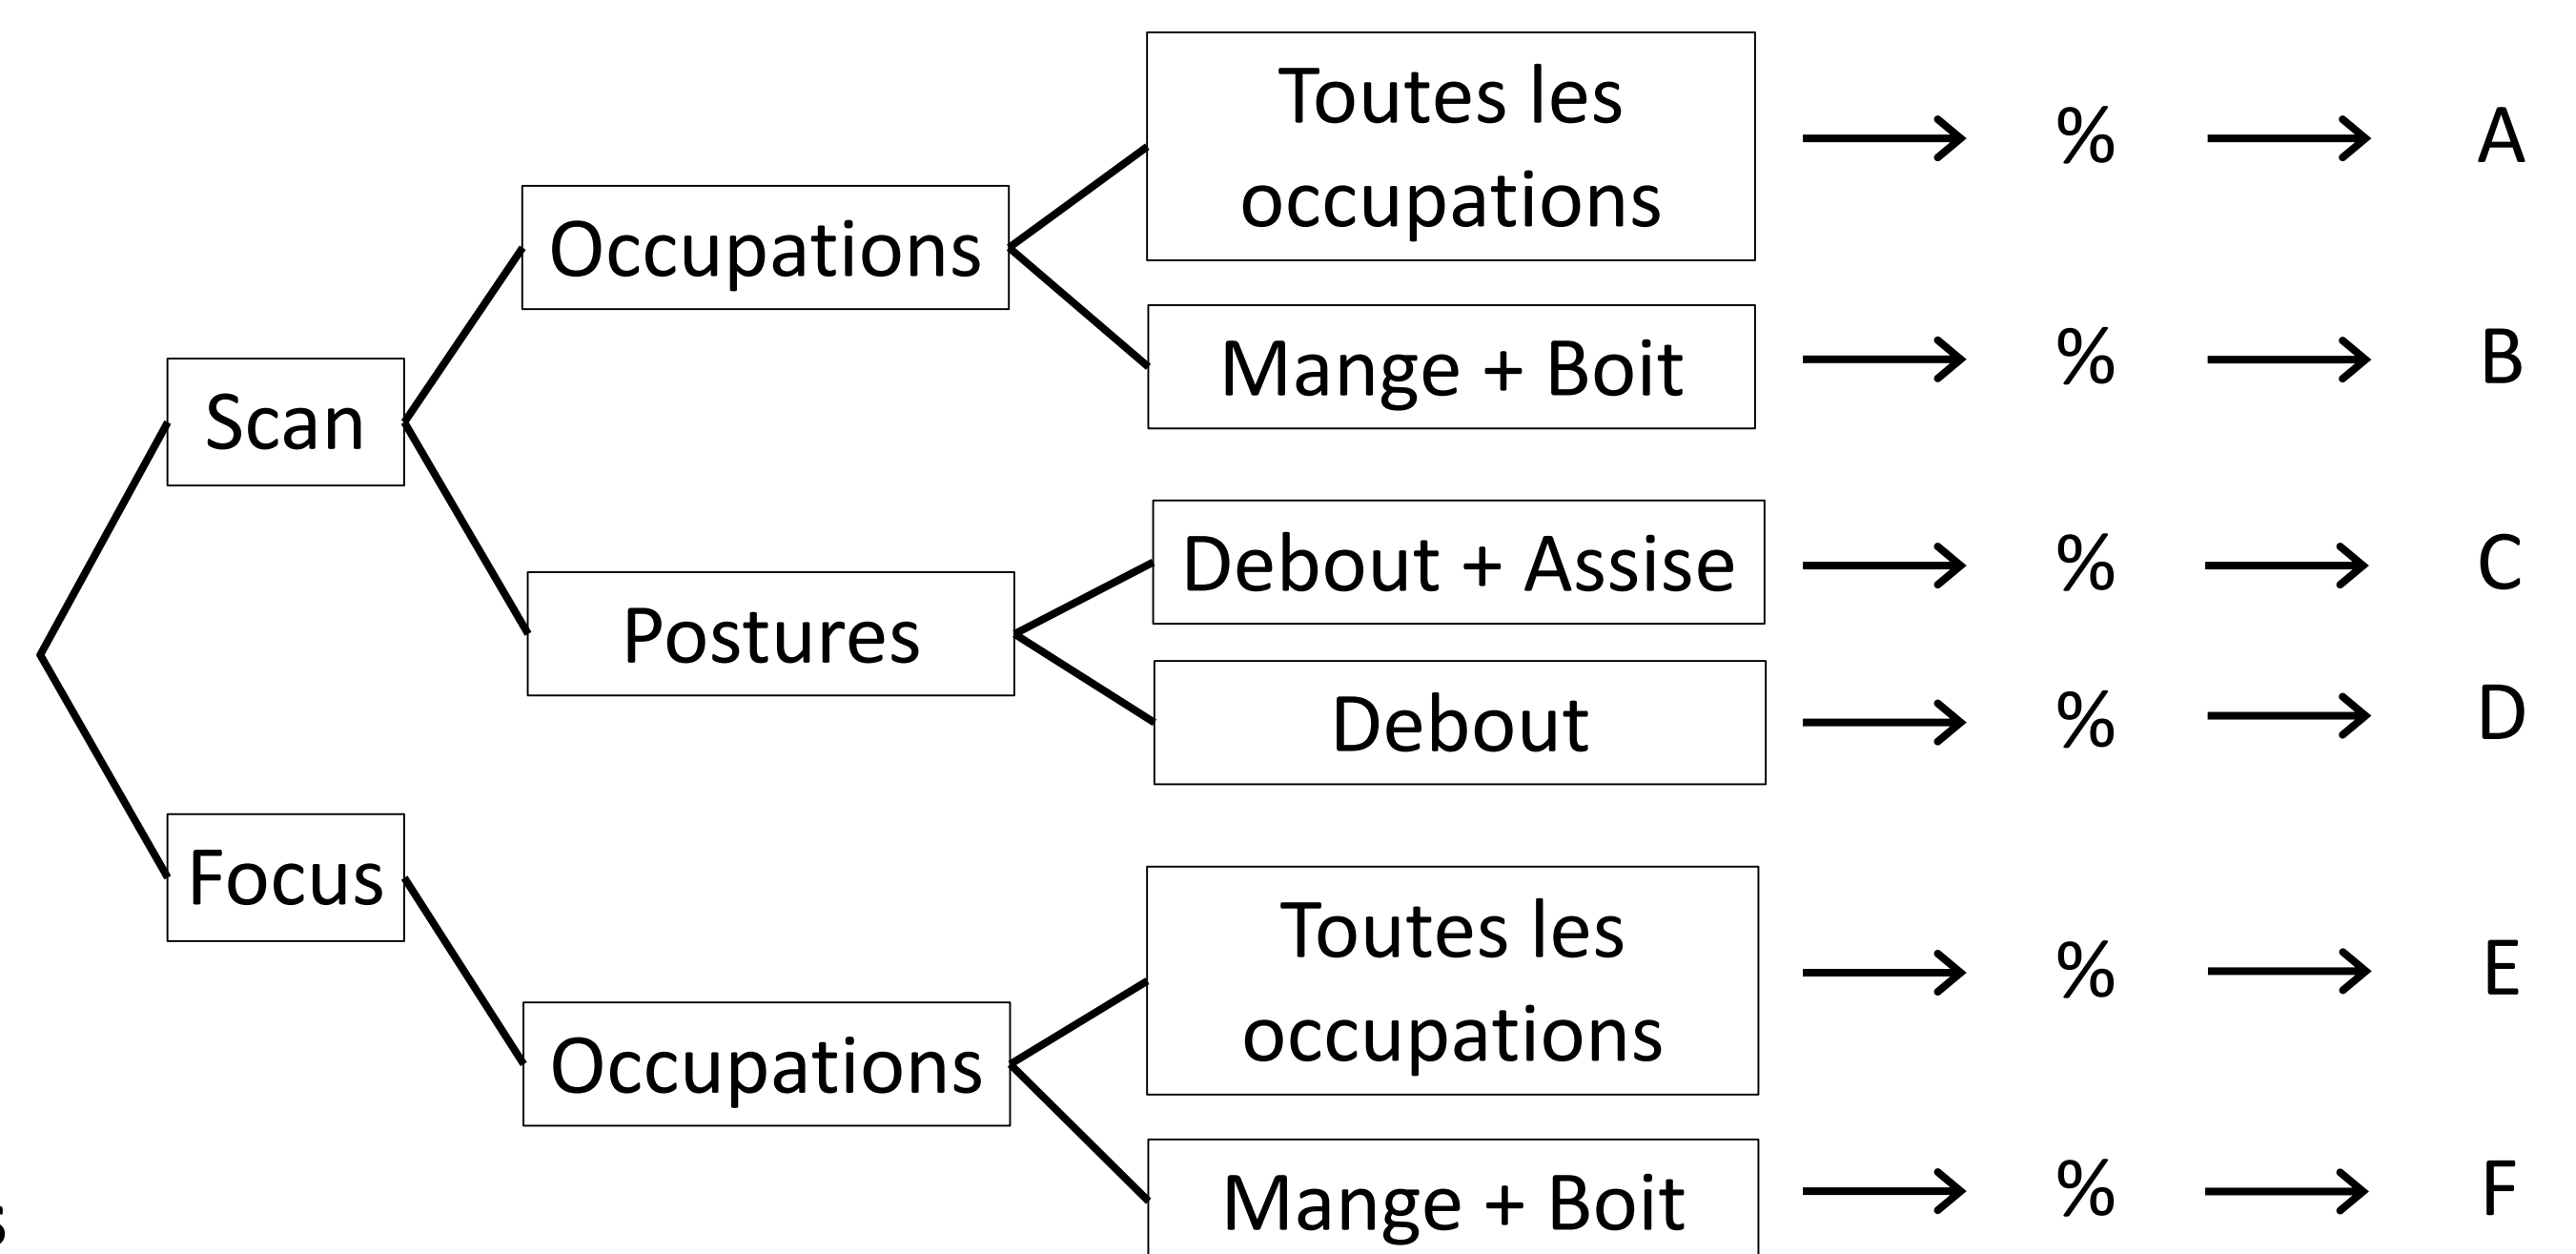 Toutes les
occupations
% A
Occupations
Mange + Boit
% B
Scan
Debout + Assise
% C
Postures
Debout
% D
Focus
Toutes les
occupations
% E
Occupations
Mange + Boit
% F
s